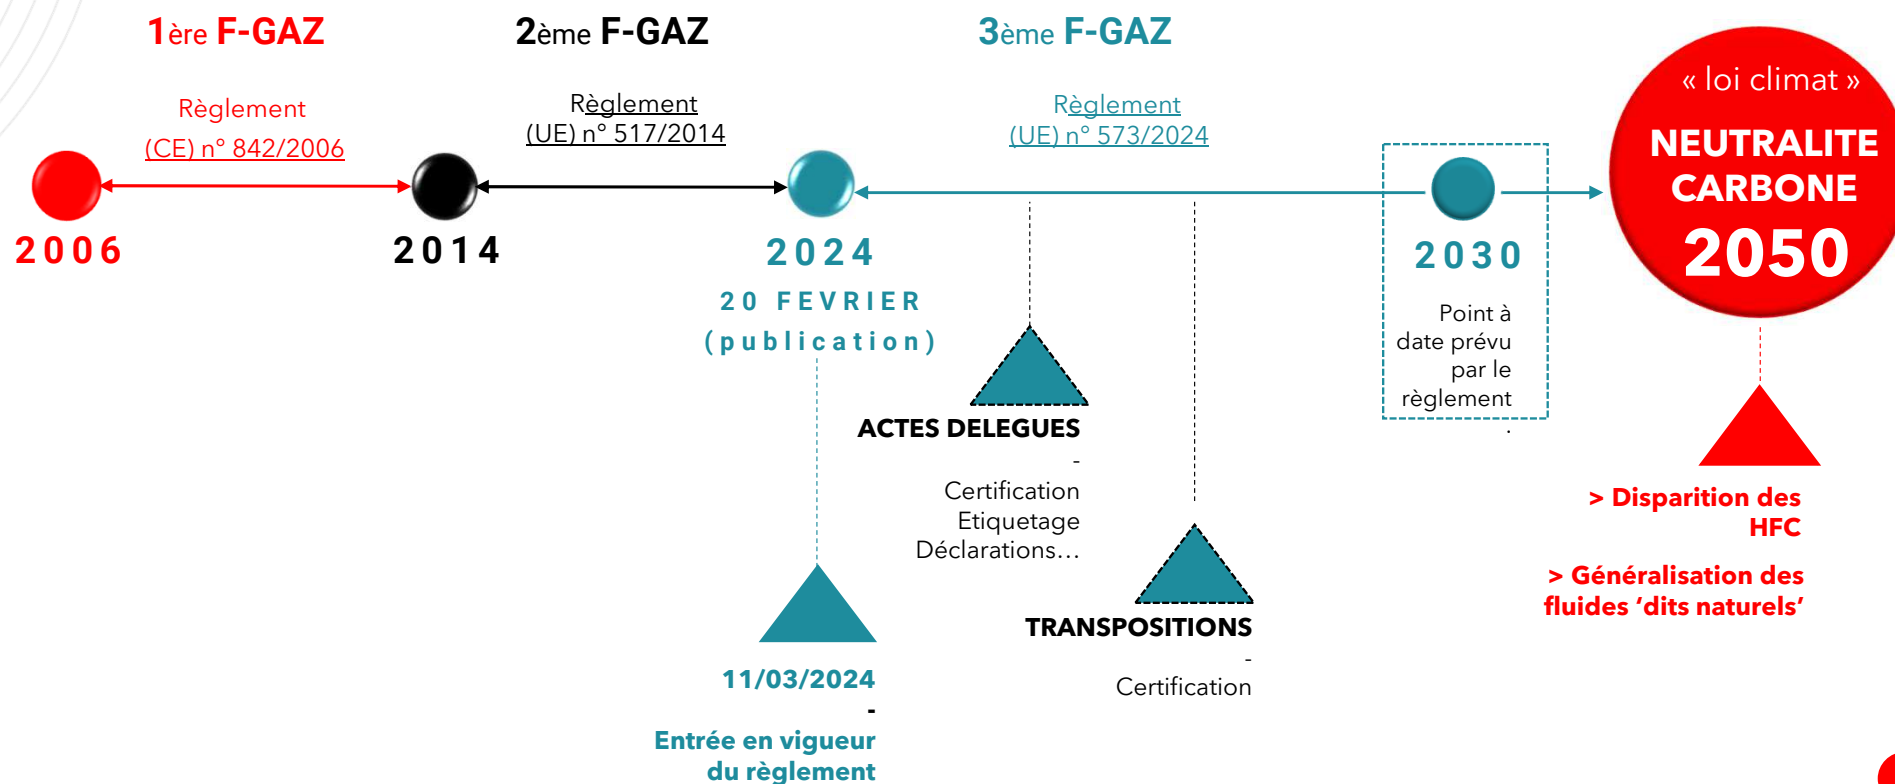 1ère F-GAZ
Règlement
(CE) n° 842/2006
2006
2ème F-GAZ
Règlement
(UE) n° 517/2014
2014
3ème F-GAZ
Règlement
(UE) n° 573/2024
2024
20 FEVRIER
(publication)
11/03/2024
-
Entrée en vigueur
du règlement
ACTES DELEGUES
-
Certification
Etiquetage
Déclarations...
TRANSPOSITIONS
-
Certification
2030
Point à
date prévu
par le
règlement
.
« loi climat »
NEUTRALITE
CARBONE
2050
> Disparition des
HFC
> Généralisation des
fluides ‘dits naturels’